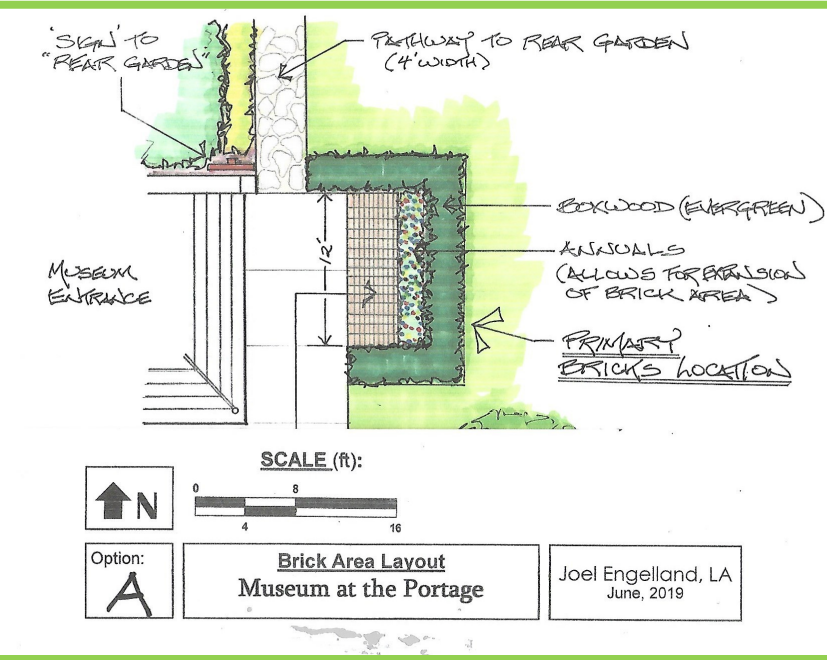 'SIGN' TO
"REAR GARDEN"
PATHWAY TO REAR GARDEN
(4' WIDTH)
BOXWOOD (EVERGREEN)
ANNUALS
(ALLOWS FOR EXPANSION
OF BRICK AREA)
12'
MUSEUM
ENTRANCE
PRIMARY
BRICKS LOCATION
SCALE (ft):
0 8
4 16
N
Option:
A
Brick Area Layout
Museum at the Portage
Joel Engelland, LA
June, 2019